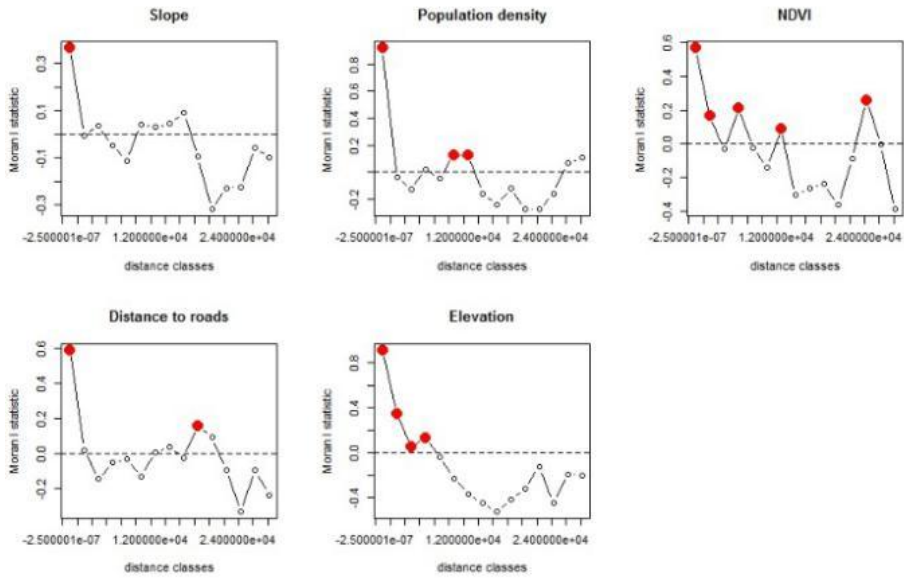 Slope
Population density
NDVI
Moran I statistic
0.3
0.1
-0.1
-0.3
-2.500001e-07 1.200000e+04 2.400000e+04
distance classes
Moran I statistic
0.8
0.6
0.4
0.2
-0.2
-2.500001e-07 1.200000e+04 2.400000e+04
distance classes
Moran I statistic
0.6
0.4
0.2
0.0
-0.2
-0.4
-2.500001e-07 1.200000e+04 2.400000e+04
distance classes
Distance to roads
Elevation
Moran I statistic
0.6
0.4
0.2
0.0
-0.2
-2.500001e-07 1.200000e+04 2.400000e+04
distance classes
Moran I statistic
0.8
0.4
0.0
-0.4
-2.500001e-07 1.200000e+04 2.400000e+04
distance classes